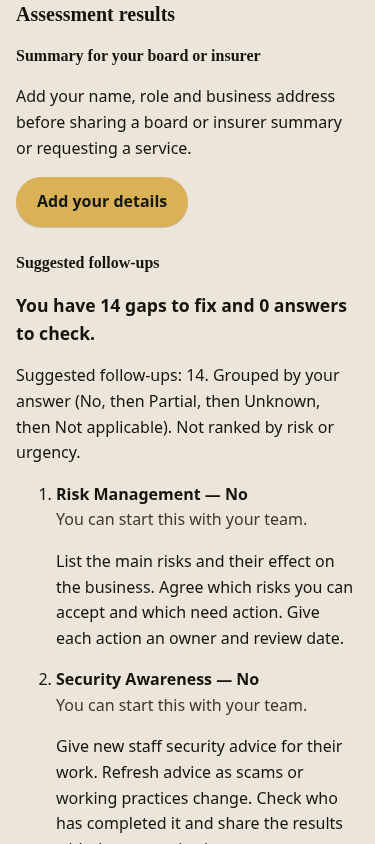 Assessment results
Summary for your board or insurer
Add your name, role and business address
before sharing a board or insurer summary
or requesting a service.
Add your details
Suggested follow-ups
You have 14 gaps to fix and 0 answers
to check.
Suggested follow-ups: 14. Grouped by your
answer (No, then Partial, then Unknown,
then Not applicable). Not ranked by risk or
urgency.
1. Risk Management — No
You can start this with your team.
List the main risks and their effect on
the business. Agree which risks you can
accept and which need action. Give
each action an owner and review date.
2. Security Awareness — No
You can start this with your team.
Give new staff security advice for their
work. Refresh advice as scams or
working practices change. Check who
has completed it and share the results